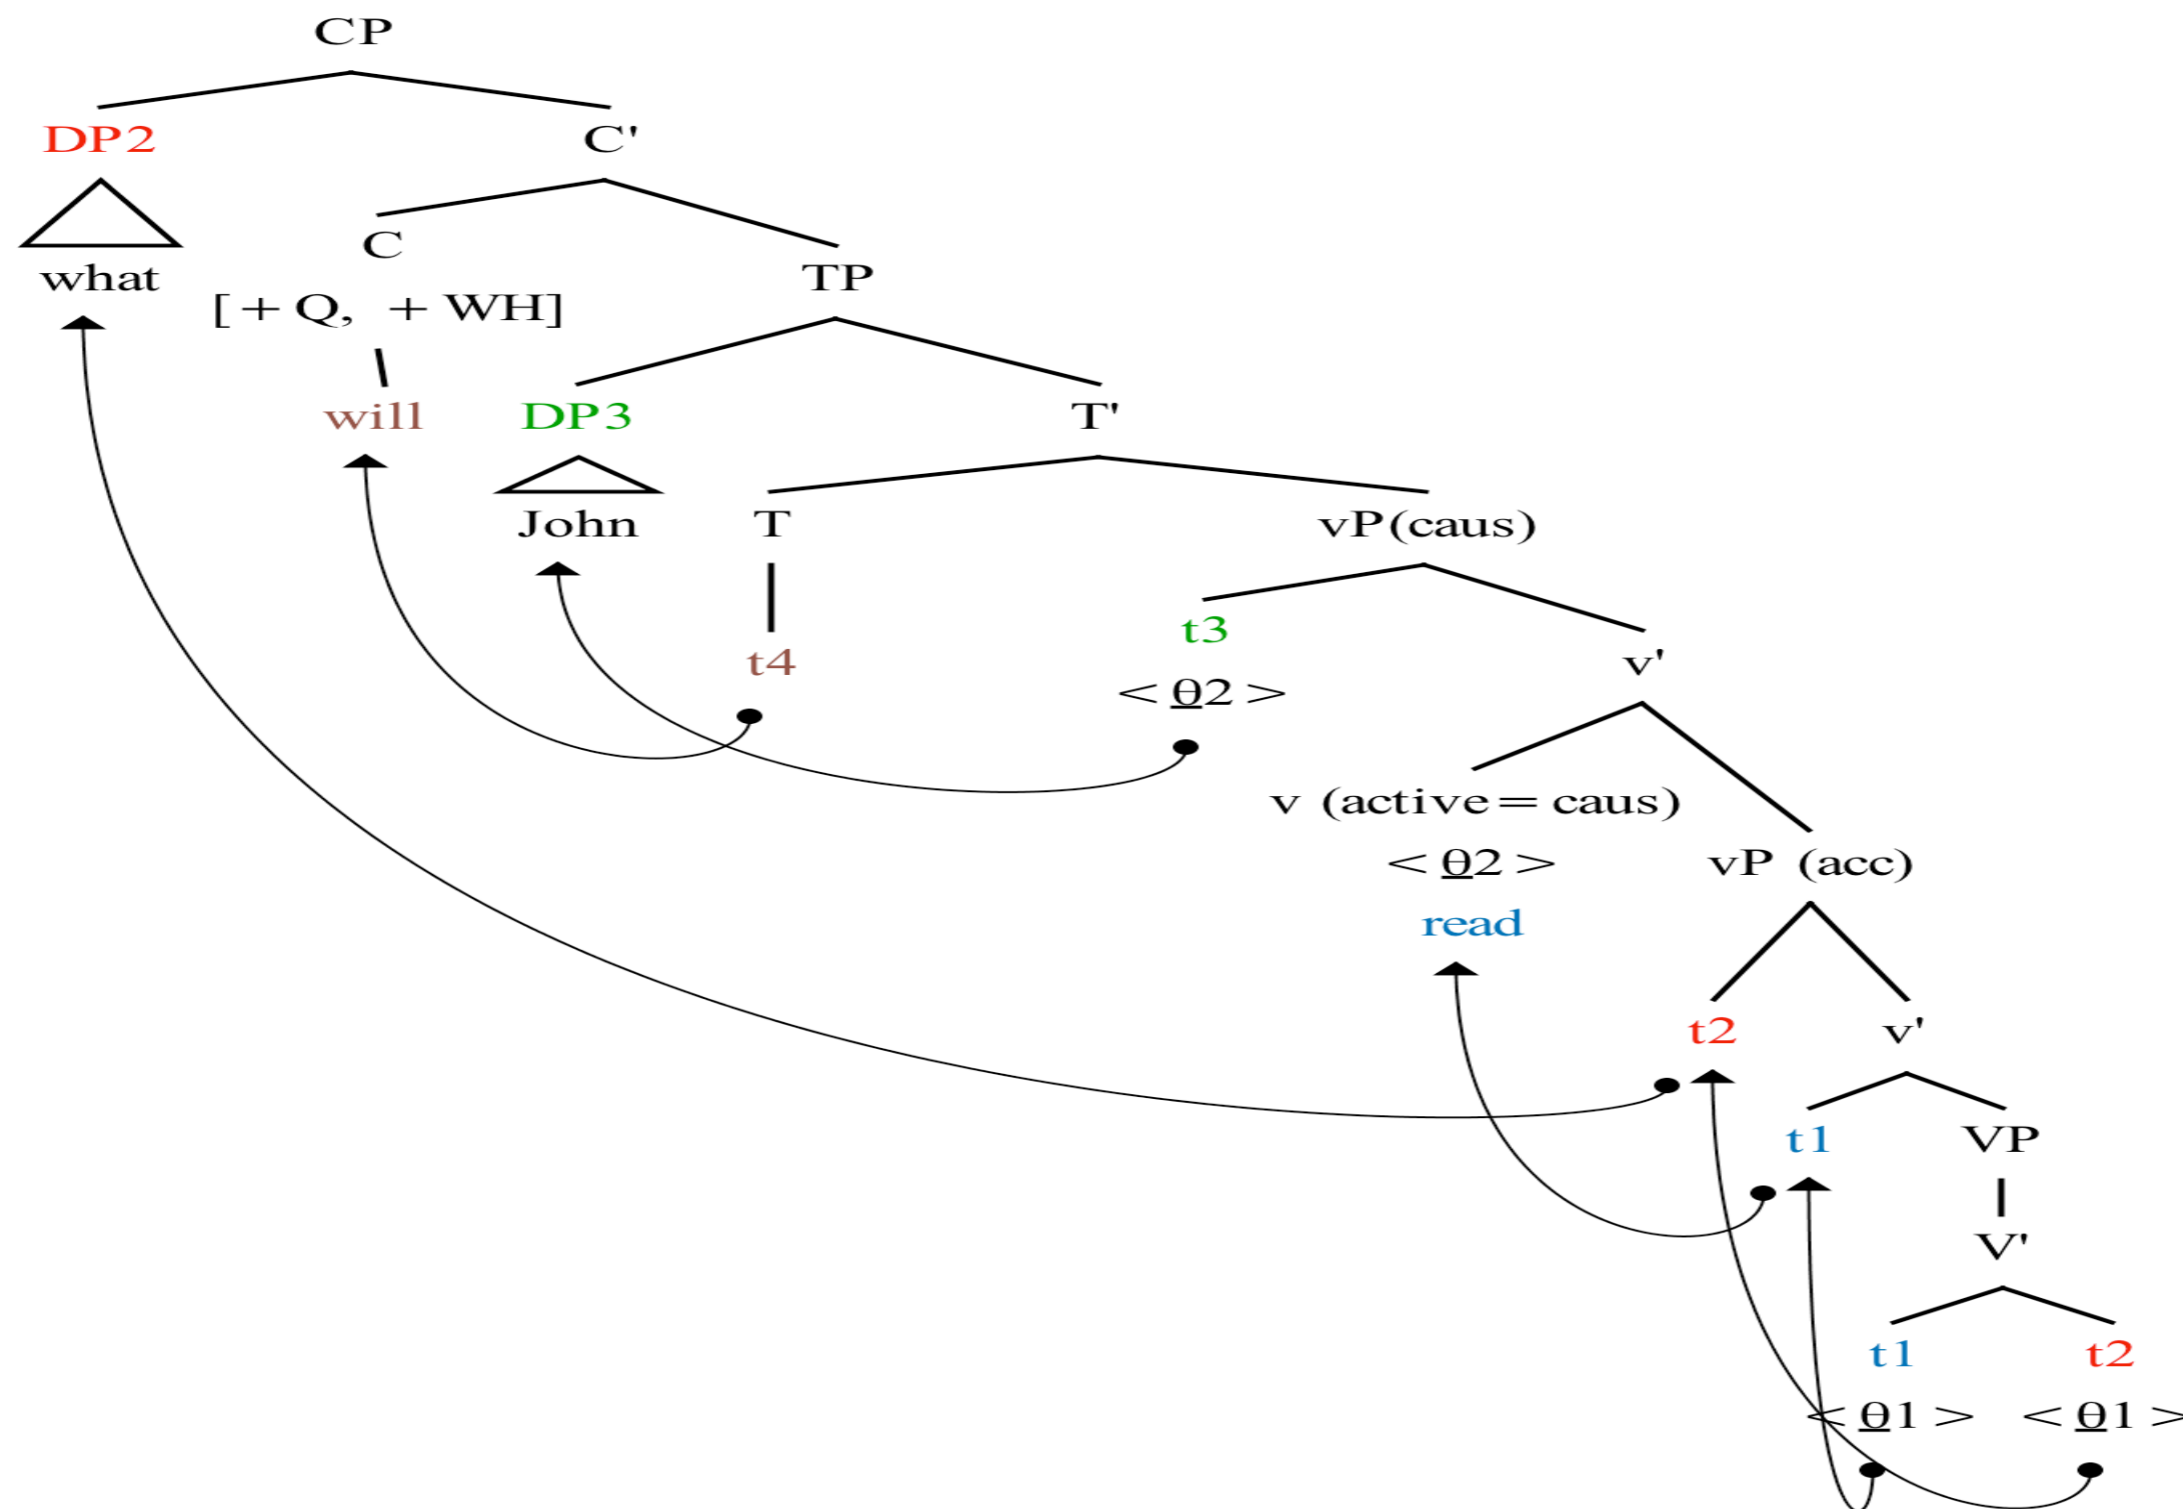 CP
DP2 C'
what C TP
[+Q, +WH]
will DP3 T'
John T vP(caus)
t4 t3 v'
<θ2>
v (active=caus) vP (acc)
<θ2>
read
t2 v'
t1 VP
V'
t1 t2
<θ1> <θ1>